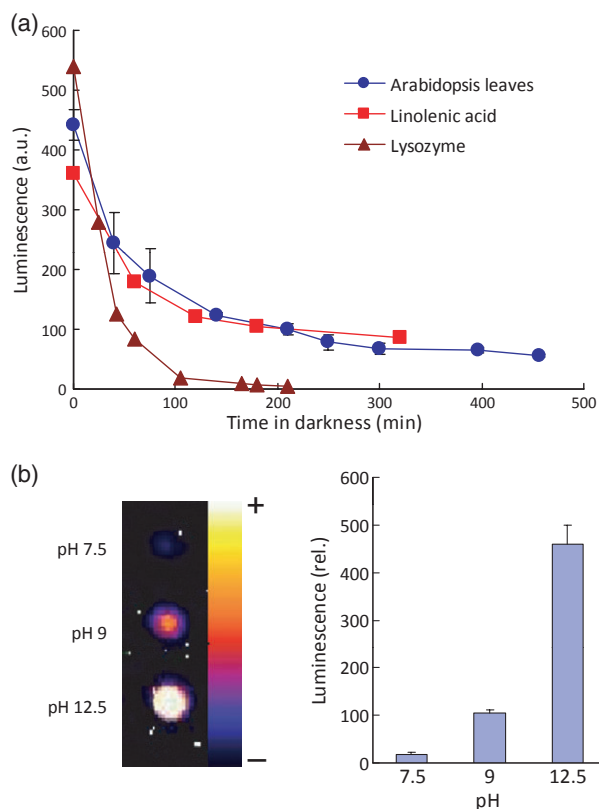 (a)
600
500
400
300
200
100
0
Luminescence (a.u.)
0 100 200 300 400 500
Time in darkness (min)
Arabidopsis leaves
Linolenic acid
Lysozyme
(b)
pH 7.5
pH 9
pH 12.5
+
−
600
500
400
300
200
100
0
Luminescence (rel.)
7.5 9 12.5
pH